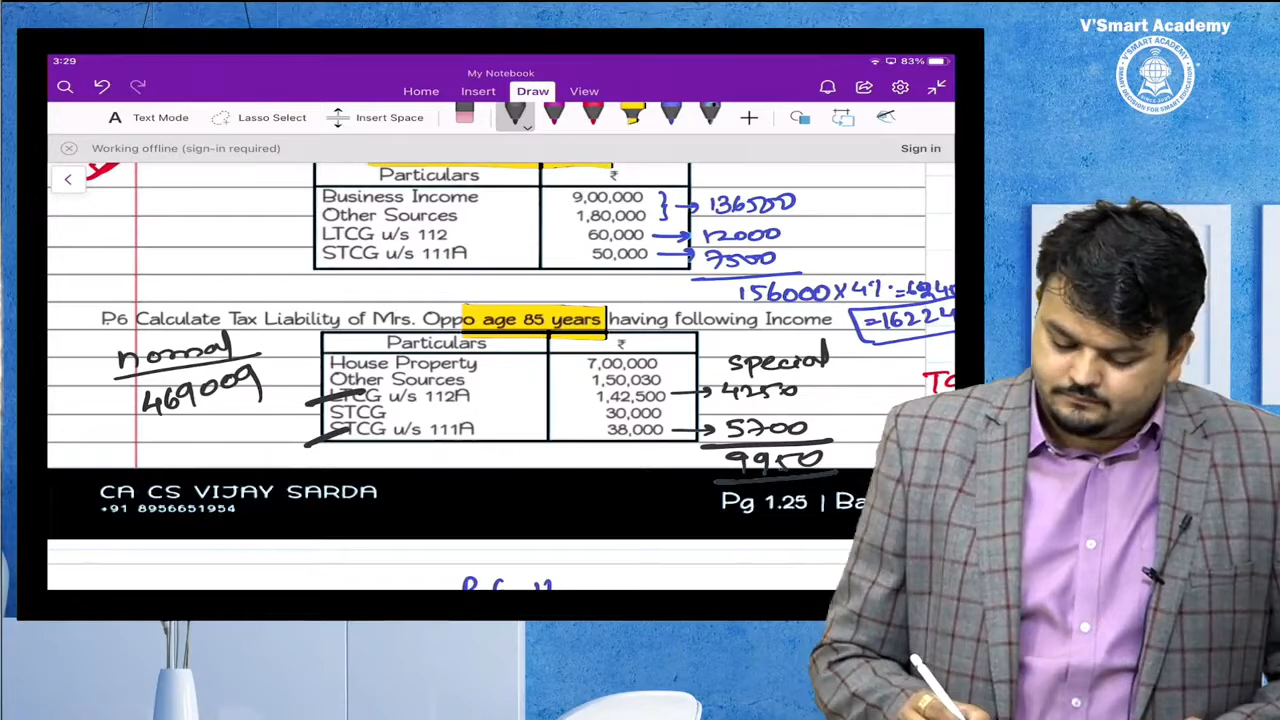 V'Smart Academy
3:29
83%
My Notebook
Home Insert Draw View
Text Mode Lasso Select Insert Space
Working offline (sign-in required) Sign in
Particulars ₹
Business Income 9,00,000
Other Sources 1,80,000 136500
LTCG u/s 112 60,000 12000
STCG u/s 111A 50,000 7500
156000 x 4% =
=16224
P.6 Calculate Tax Liability of Mrs. Oppo age 85 years having following Income
normal
469009
Particulars ₹
special
House Property 7,00,000
Other Sources 1,50,030
LTCG u/s 112A 1,42,500 4250
STCG 30,000
STCG u/s 111A 38,000 5700
9950
CA CS VIJAY SARDA
+91 8956651954
Pg 1.25 | Ba